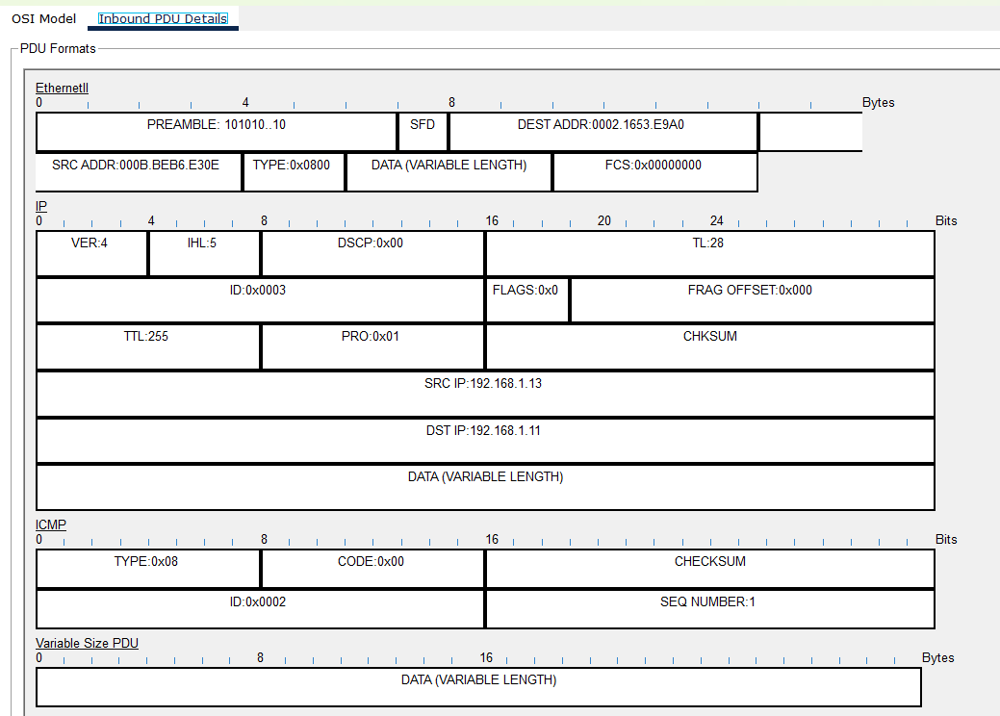 OSI Model Inbound PDU Details
PDU Formats
EthernetII
0 4 8 Bytes
PREAMBLE: 101010..10 SFD DEST ADDR:0002.1653.E9A0
SRC ADDR:000B.BEB6.E30E TYPE:0x0800 DATA (VARIABLE LENGTH) FCS:0x00000000
IP
0 4 8 16 20 24 Bits
VER:4 IHL:5 DSCP:0x00 TL:28
ID:0x0003 FLAGS:0x0 FRAG OFFSET:0x000
TTL:255 PRO:0x01 CHKSUM
SRC IP:192.168.1.13
DST IP:192.168.1.11
DATA (VARIABLE LENGTH)
ICMP
0 8 16 Bits
TYPE:0x08 CODE:0x00 CHECKSUM
ID:0x0002 SEQ NUMBER:1
Variable Size PDU
0 8 16 Bytes
DATA (VARIABLE LENGTH)